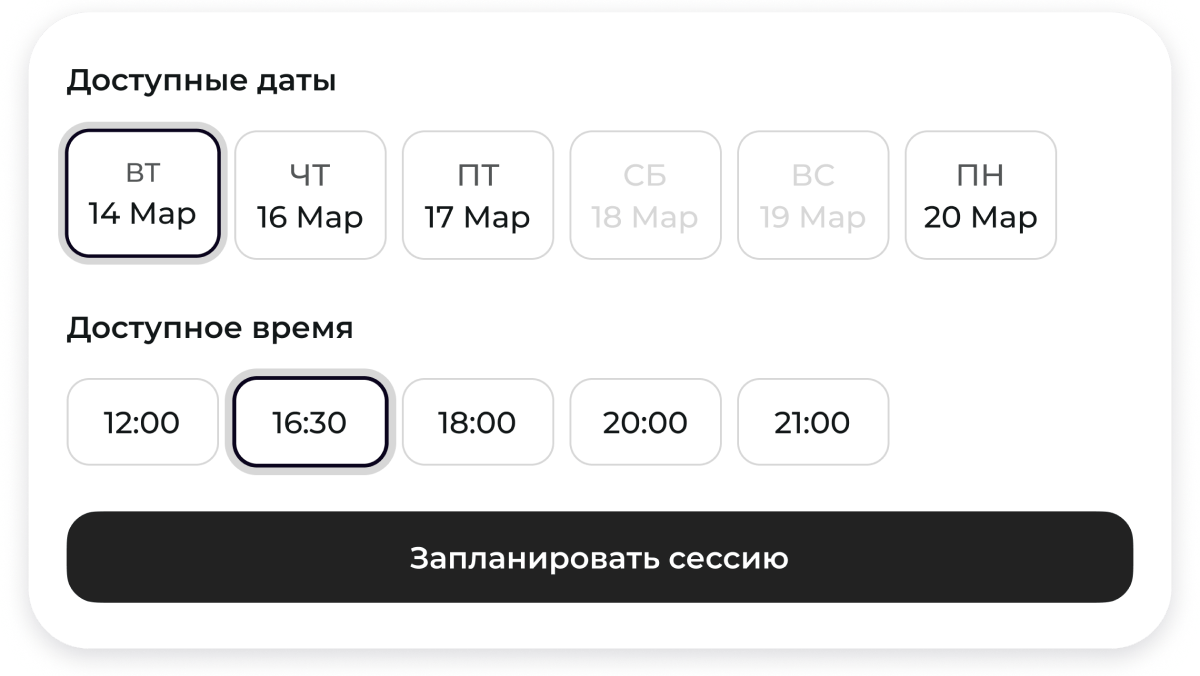 Доступные даты
ВТ ЧТ ПТ СБ ВС ПН
14 Мар 16 Мар 17 Мар 18 Мар 19 Мар 20 Мар
Доступное время
12:00 16:30 18:00 20:00 21:00
Запланировать сессию